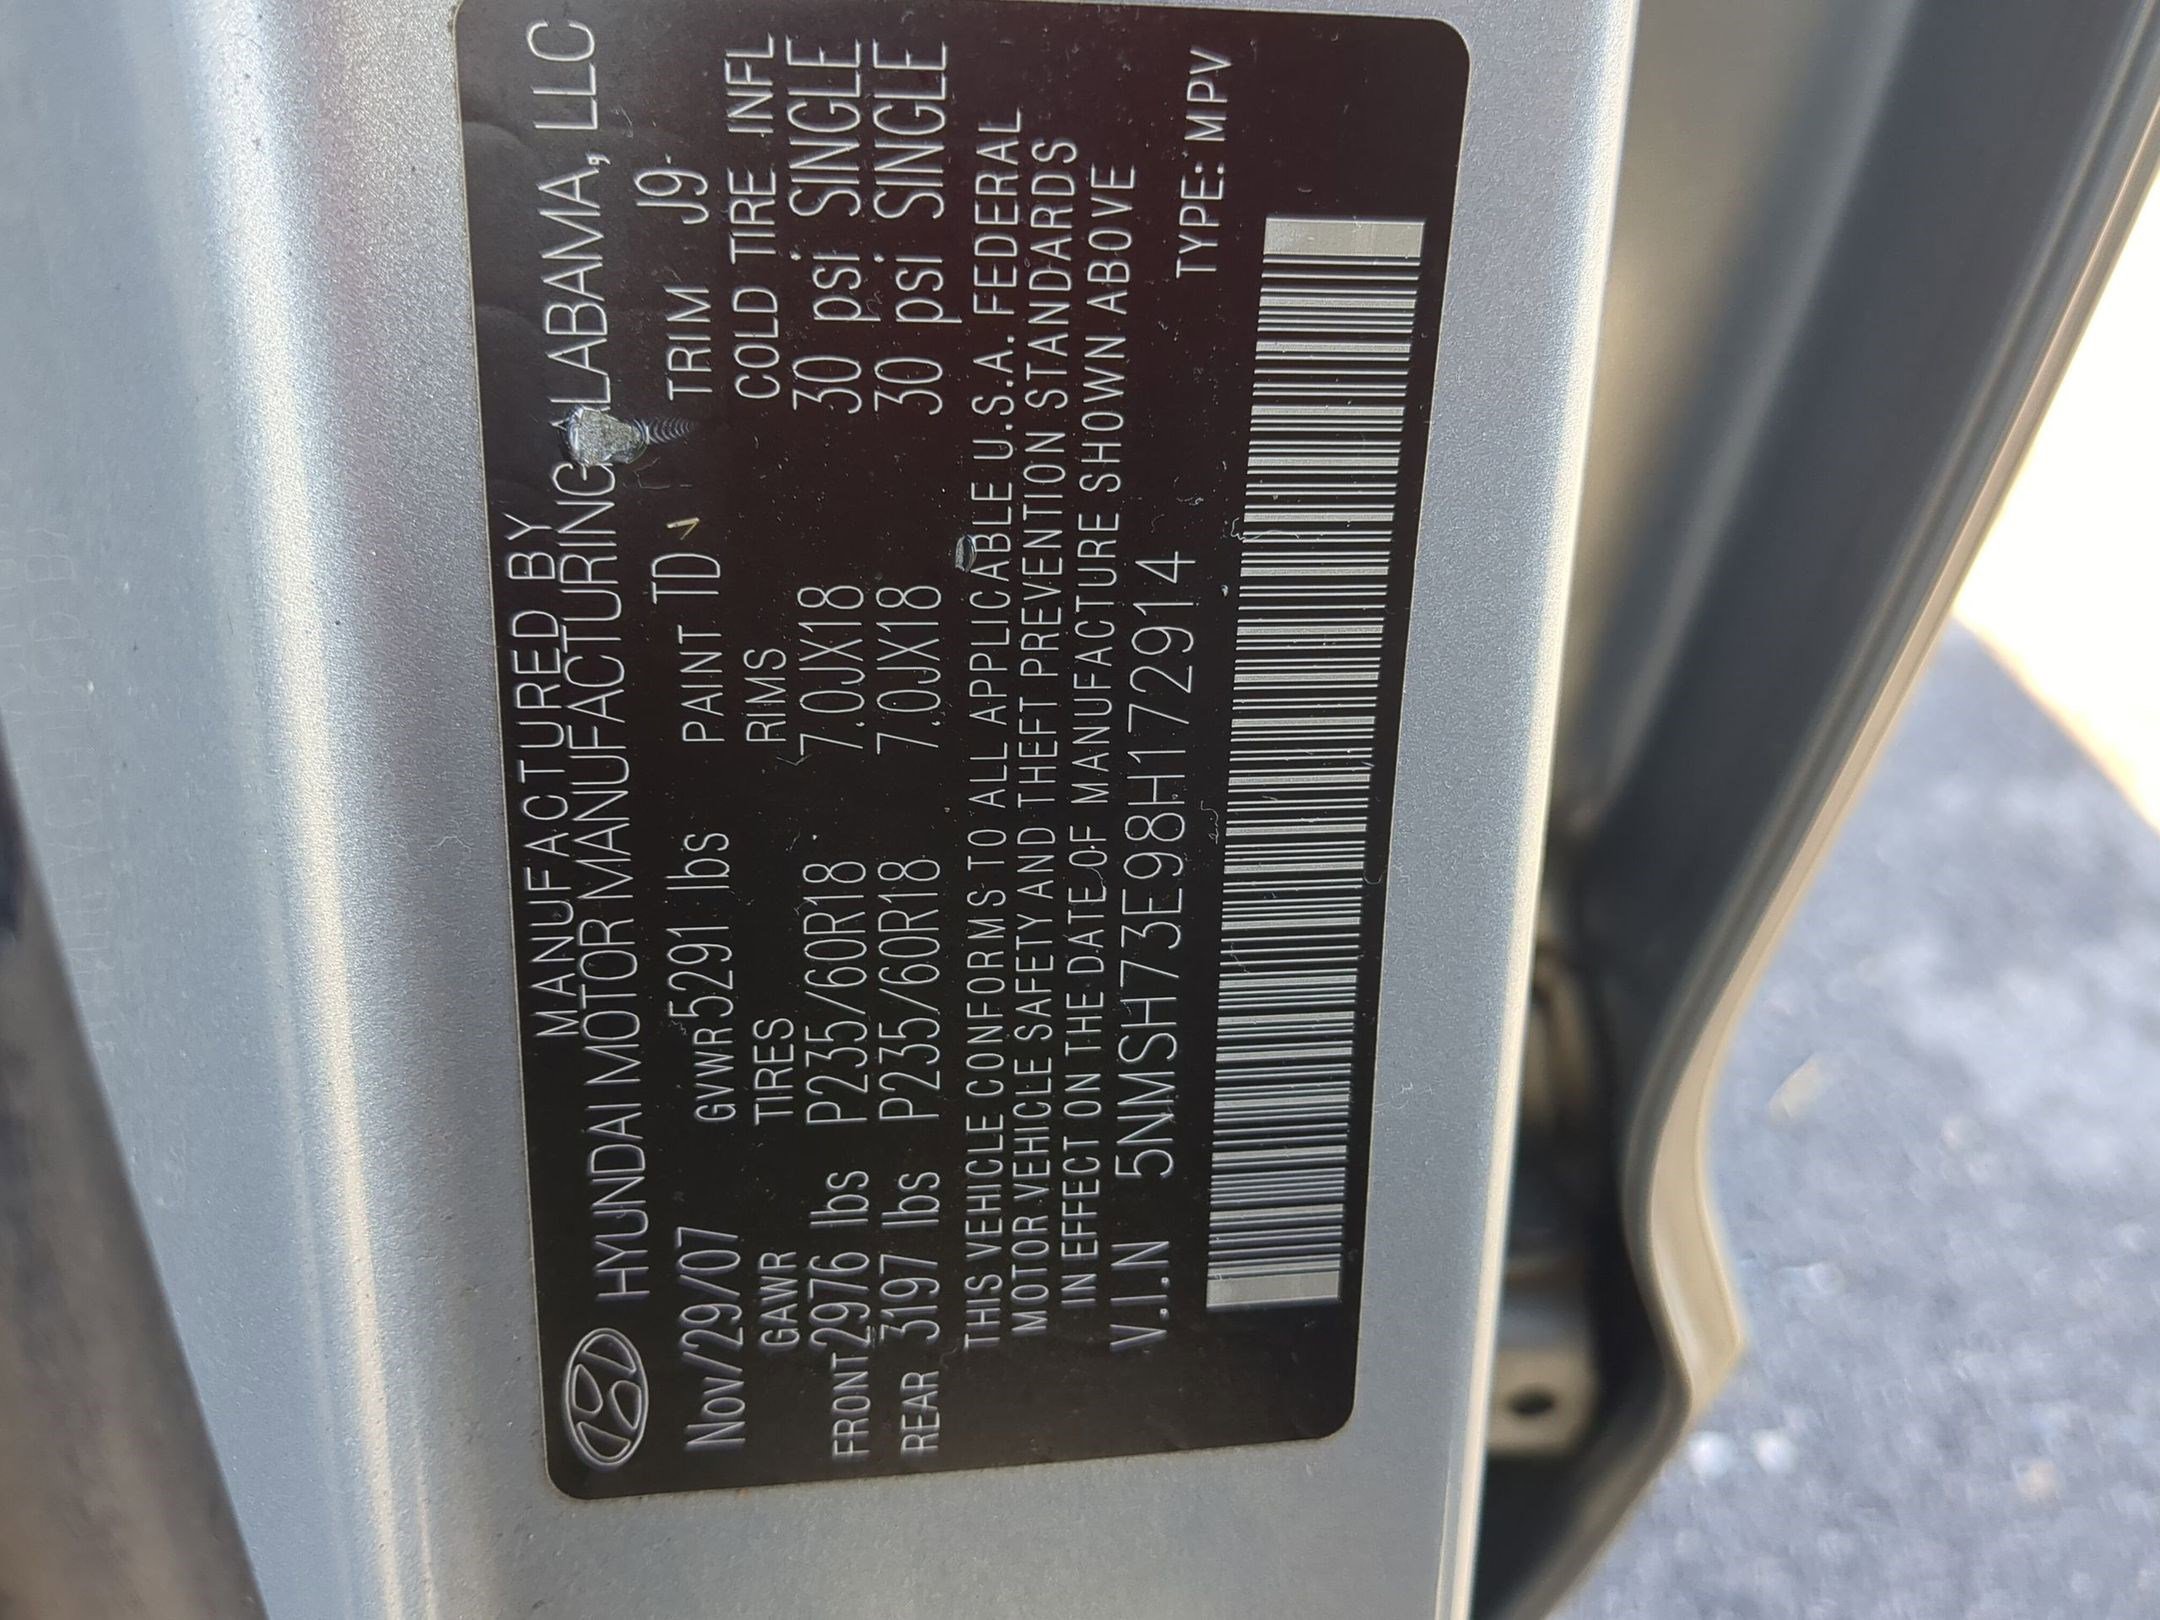 MANUFACTURED BY
HYUNDAI MOTOR MANUFACTURING ALABAMA, LLC
Nov/29/07 GVWR 5291 lbs PAINT TD TRIM J9
GAWR TIRES RIMS COLD TIRE INFL
FRONT 2976 lbs P235/60R18 7.0JX18 30 psi SINGLE
REAR 3197 lbs P235/60R18 7.0JX18 30 psi SINGLE
THIS VEHICLE CONFORMS TO ALL APPLICABLE U.S.A. FEDERAL
MOTOR VEHICLE SAFETY AND THEFT PREVENTION STANDARDS
IN EFFECT ON THE DATE OF MANUFACTURE SHOWN ABOVE
V.I.N 5NMSH73E98H172914 TYPE: MPV